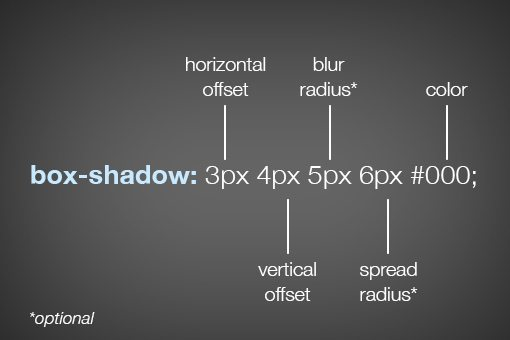 horizontal offset
blur radius*
color
box-shadow: 3px 4px 5px 6px #000;
vertical offset
spread radius*
*optional